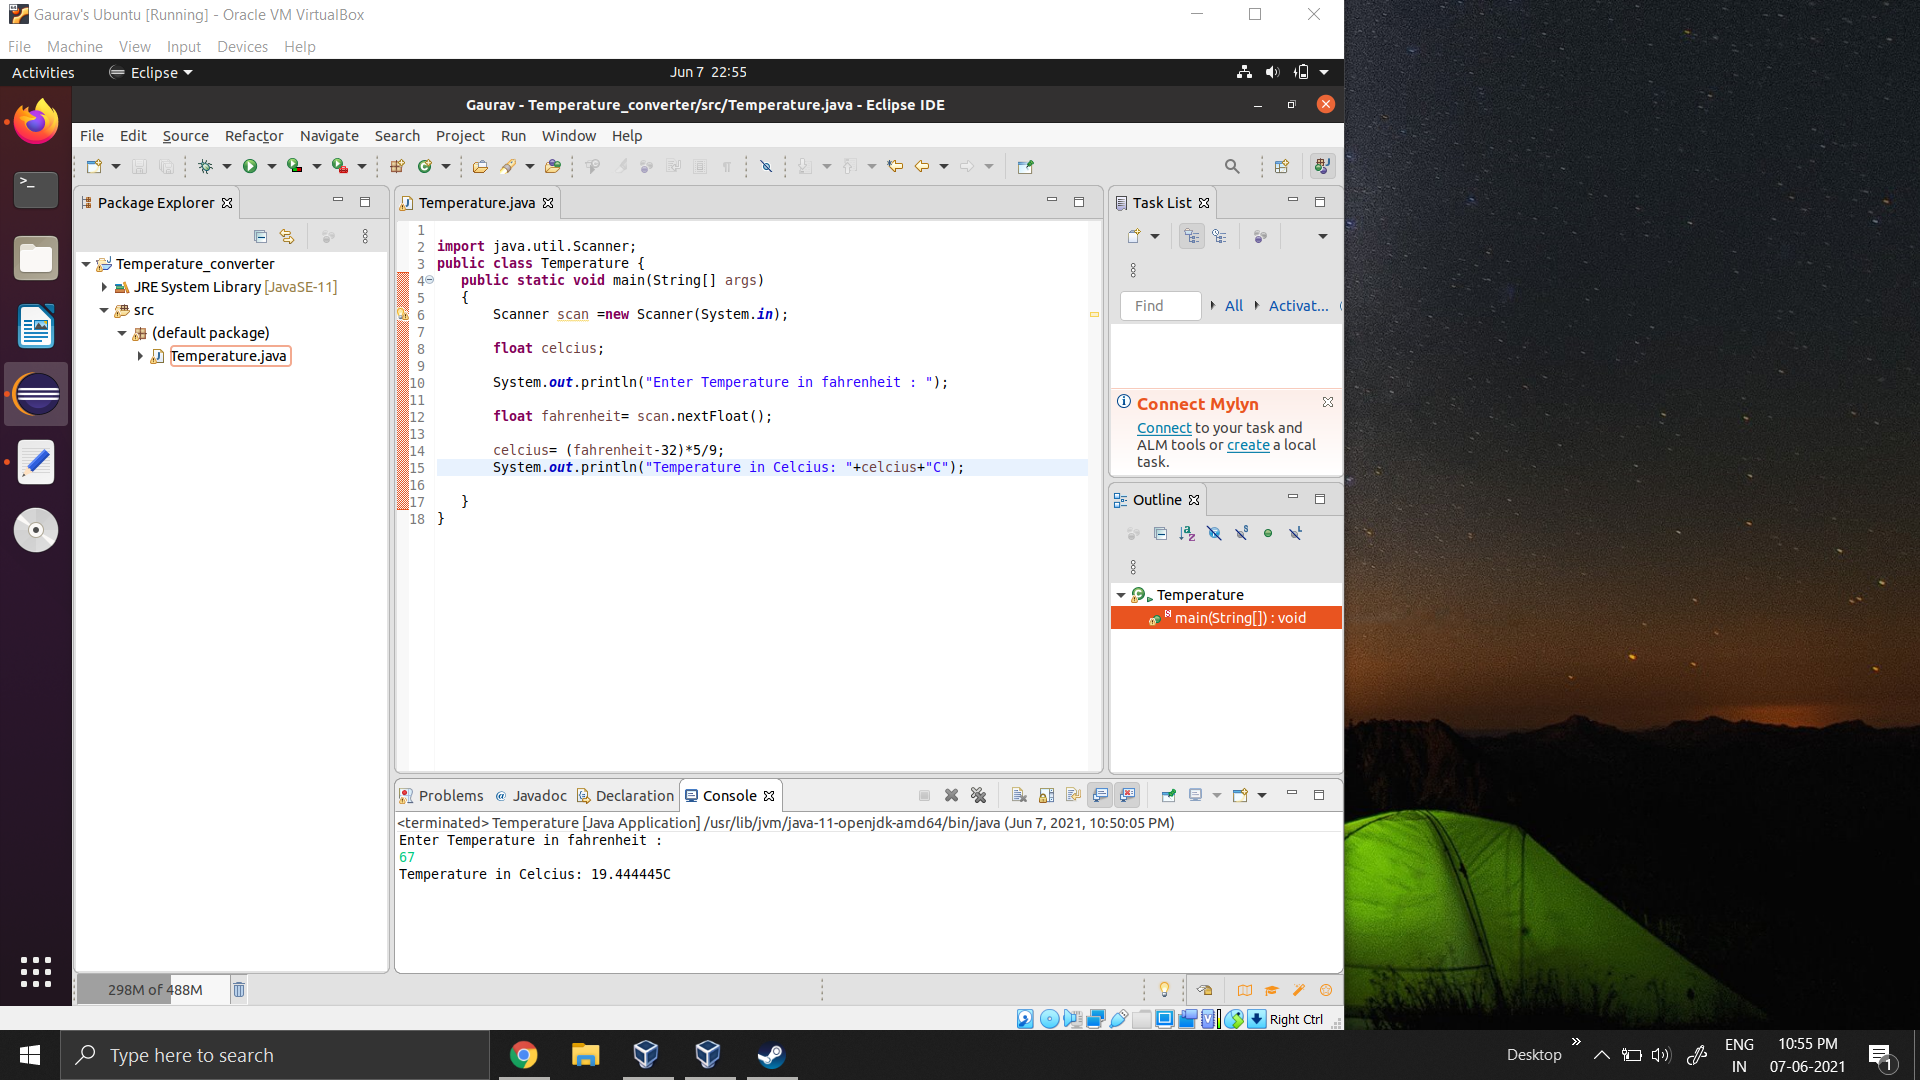 Gaurav's Ubuntu [Running] - Oracle VM VirtualBox
File Machine View Input Devices Help
Activities Eclipse Jun 7 22:55
Gaurav - Temperature_converter/src/Temperature.java - Eclipse IDE
File Edit Source Refactor Navigate Search Project Run Window Help
Package Explorer
Temperature_converter
JRE System Library [JavaSE-11]
src
(default package)
Temperature.java
Temperature.java
1
2 import java.util.Scanner;
3 public class Temperature {
4 public static void main(String[] args)
5 {
6 Scanner scan =new Scanner(System.in);
7
8 float celcius;
9
10 System.out.println("Enter Temperature in fahrenheit : ");
11
12 float fahrenheit= scan.nextFloat();
13
14 celcius= (fahrenheit-32)*5/9;
15 System.out.println("Temperature in Celcius: "+celcius+"C");
16
17 }
18 }
Task List
Find All Activat...
Connect Mylyn
Connect to your task and
ALM tools or create a local
task.
Outline
Temperature
main(String[]) : void
Problems Javadoc Declaration Console
<terminated> Temperature [Java Application] /usr/lib/jvm/java-11-openjdk-amd64/bin/java (Jun 7, 2021, 10:50:05 PM)
Enter Temperature in fahrenheit :
67
Temperature in Celcius: 19.444445C
298M of 488M
Right Ctrl
Type here to search
Desktop
ENG
IN
10:55 PM
07-06-2021
1